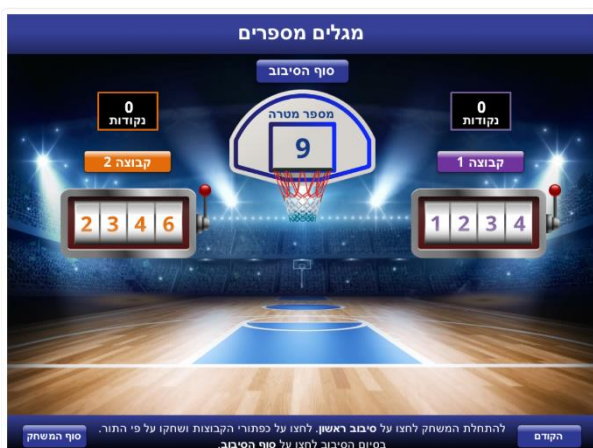 מגלים מספרים
סוף הסיבוב
0
נקודות
מספר מטרה
9
0
נקודות
קבוצה 1
קבוצה 2
1 2 3 4
2 3 4 6
להתחלת המשחק לחצו על סיבוב ראשון. לחצו על כפתורי הקבוצות ושחקו על פי התור.
בסיום הסיבוב לחצו על סוף הסיבוב.
הקודם
סוף המשחק